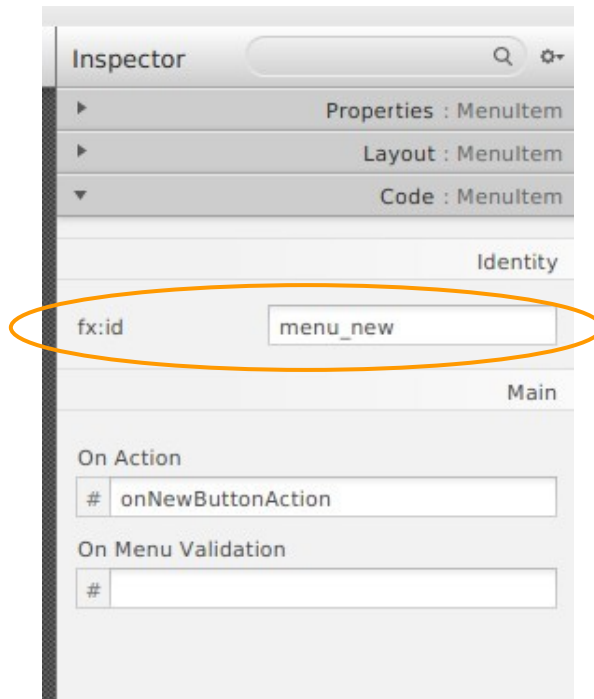 Inspector
Properties : MenuItem
Layout : MenuItem
Code : MenuItem
Identity
fx:id menu_new
Main
On Action
# onNewButtonAction
On Menu Validation
#